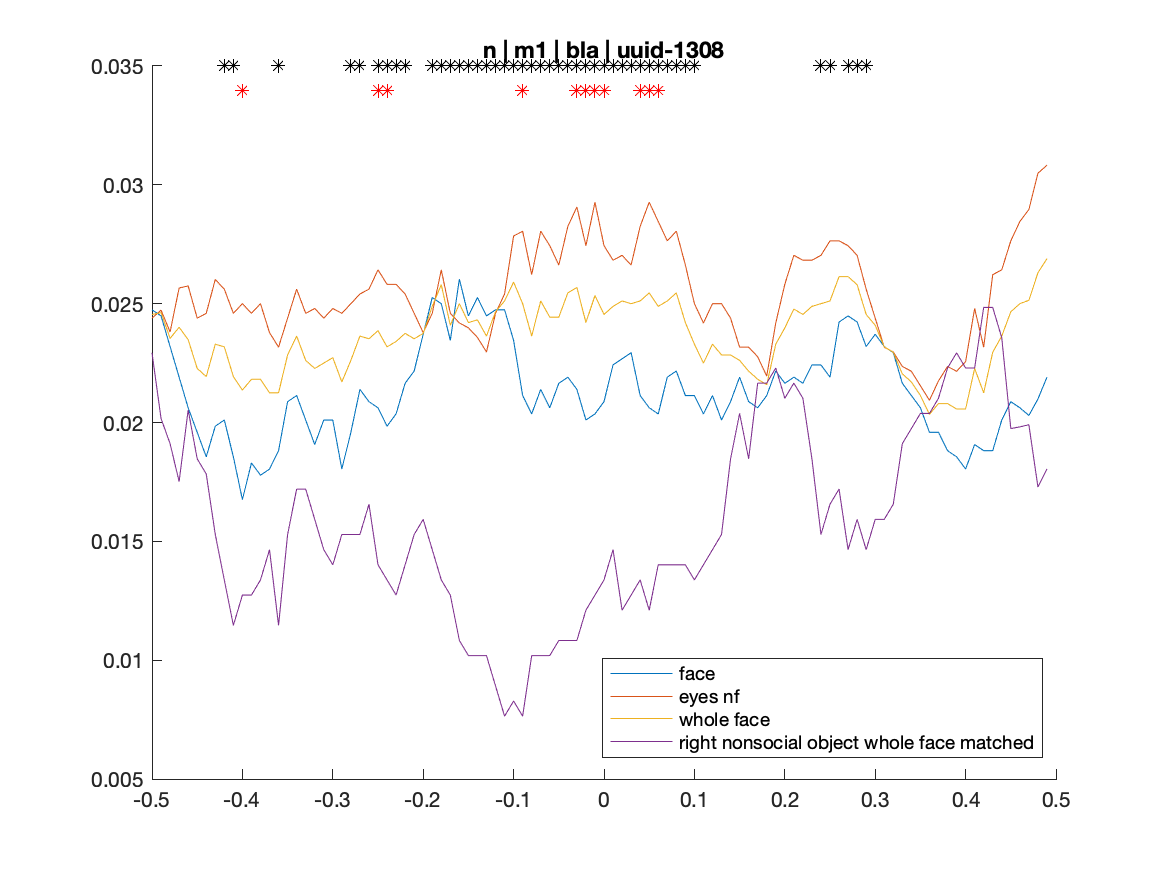 n | m1 | bla | uuid-1308
0.035
0.03
0.025
0.02
0.015
0.01
0.005
-0.5 -0.4 -0.3 -0.2 -0.1 0 0.1 0.2 0.3 0.4 0.5
face
eyes nf
whole face
right nonsocial object whole face matched